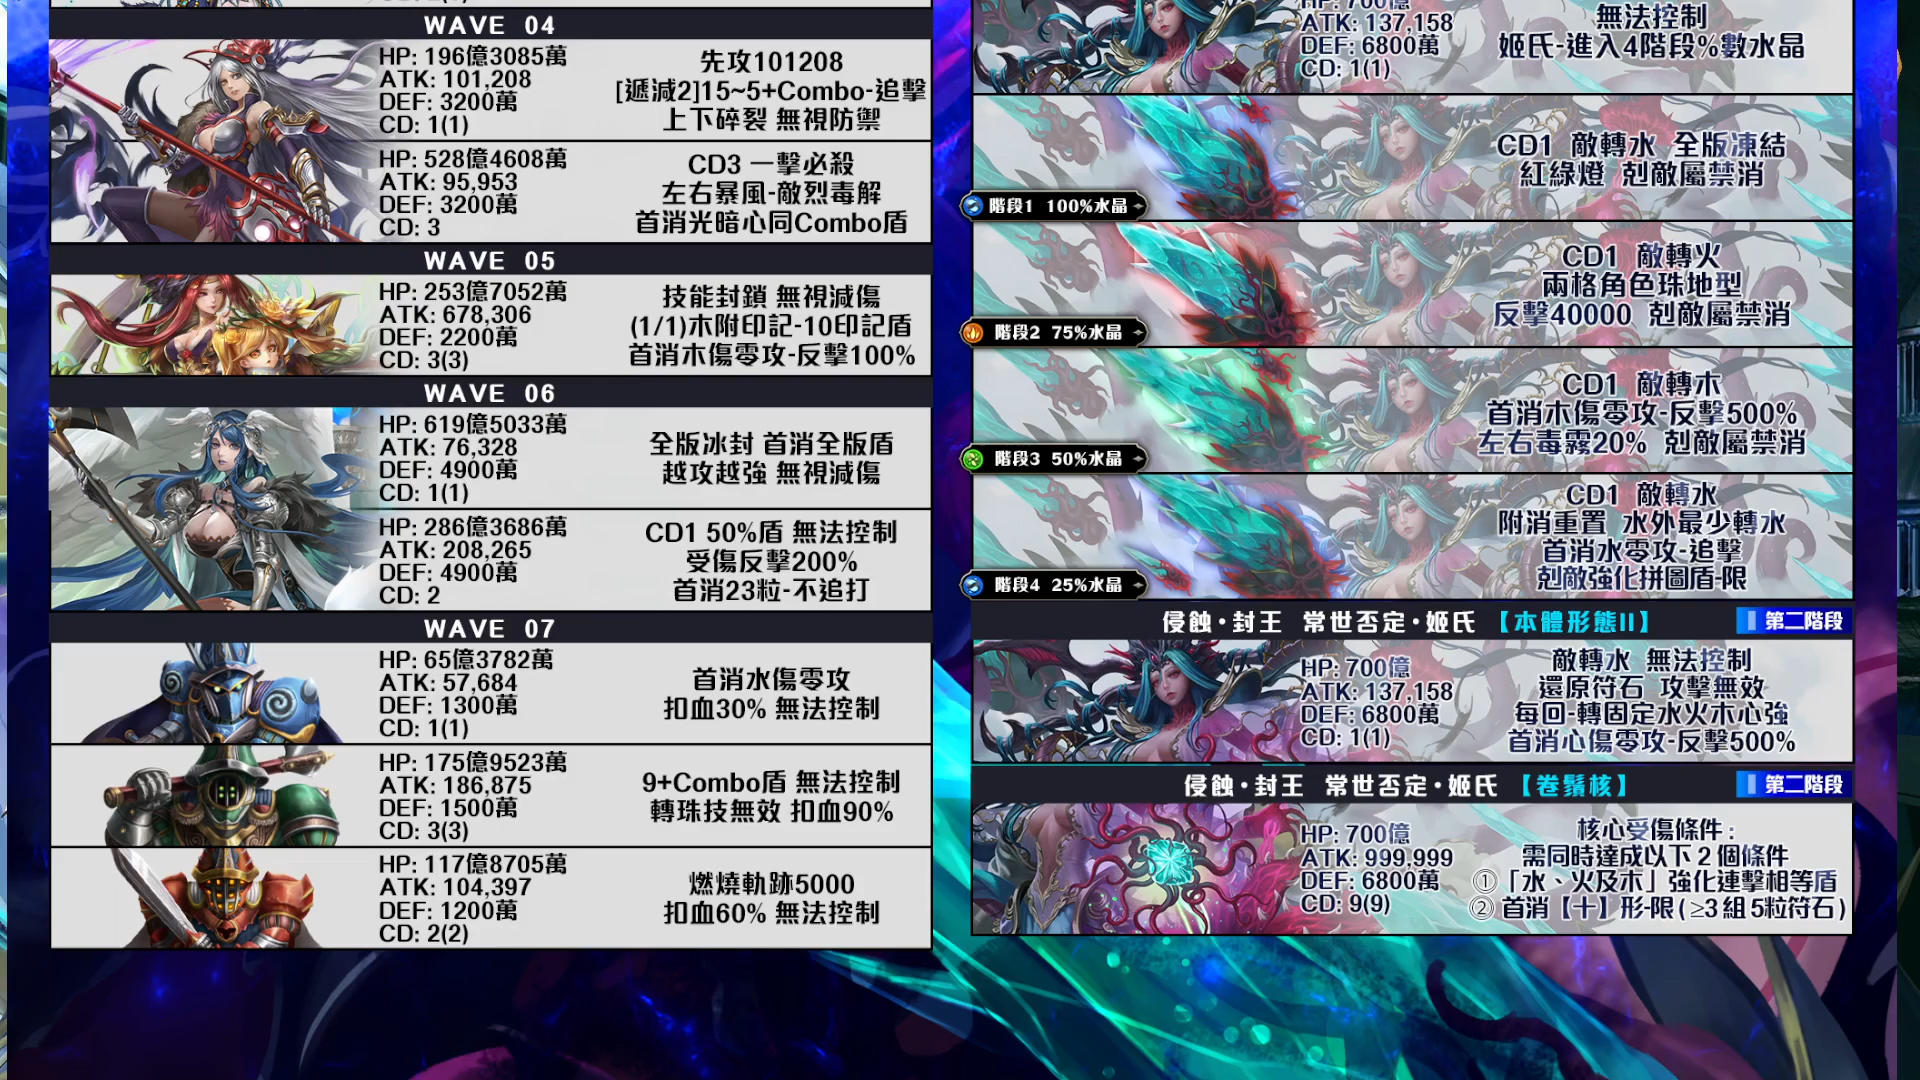 WAVE 04
HP: 196億3085萬
ATK: 101,208
DEF: 3200萬
CD: 1(1)
先攻101208
[遞減2]15~5+Combo-追擊
上下碎裂 無視防禦
HP: 528億4608萬
ATK: 95,953
DEF: 3200萬
CD: 3
CD3 一擊必殺
左右暴風-敵烈毒解
首消光暗心同Combo盾
WAVE 05
HP: 253億7052萬
ATK: 678,306
DEF: 2200萬
CD: 3(3)
技能封鎖 無視減傷
(1/1)木附印記-10印記盾
首消木傷零攻-反擊100%
WAVE 06
HP: 619億5033萬
ATK: 76,328
DEF: 4900萬
CD: 1(1)
全版冰封 首消全版盾
越攻越強 無視減傷
HP: 286億3686萬
ATK: 208,265
DEF: 4900萬
CD: 2
CD1 50%盾 無法控制
受傷反擊200%
首消23粒-不追打
WAVE 07
HP: 65億3782萬
ATK: 57,684
DEF: 1300萬
CD: 1(1)
首消水傷零攻
扣血30% 無法控制
HP: 175億9523萬
ATK: 186,875
DEF: 1500萬
CD: 3(3)
9+Combo盾 無法控制
轉珠技無效 扣血90%
HP: 117億8705萬
ATK: 104,397
DEF: 1200萬
CD: 2(2)
燃燒軌跡5000
扣血60% 無法控制
HP: 700億
ATK: 137,158
DEF: 6800萬
CD: 1(1)
無法控制
姬氏-進入4階段%數水晶
CD1 敵轉水 全版凍結
紅綠燈 剋敵屬禁消
階段1 100%水晶
CD1 敵轉火
兩格角色珠地型
反擊40000 剋敵屬禁消
階段2 75%水晶
CD1 敵轉木
首消木傷零攻-反擊500%
左右毒霧20% 剋敵屬禁消
階段3 50%水晶
CD1 敵轉水
附消重置 水外最少轉水
首消水零攻-追擊
剋敵強化拼圖盾-限
階段4 25%水晶
侵蝕·封王 常世否定·姬氏 【本體形態II】 第二階段
HP: 700億
ATK: 137,158
DEF: 6800萬
CD: 1(1)
敵轉水 無法控制
還原符石 攻擊無效
每回-轉固定水火木心強
首消心傷零攻-反擊500%
侵蝕·封王 常世否定·姬氏 【卷鬚核】 第二階段
HP: 700億
ATK: 999,999
DEF: 6800萬
CD: 9(9)
核心受傷條件:
需同時達成以下2個條件
①「水、火及木」強化連擊相等盾
②首消【十】形-限(≥3組5粒符石)